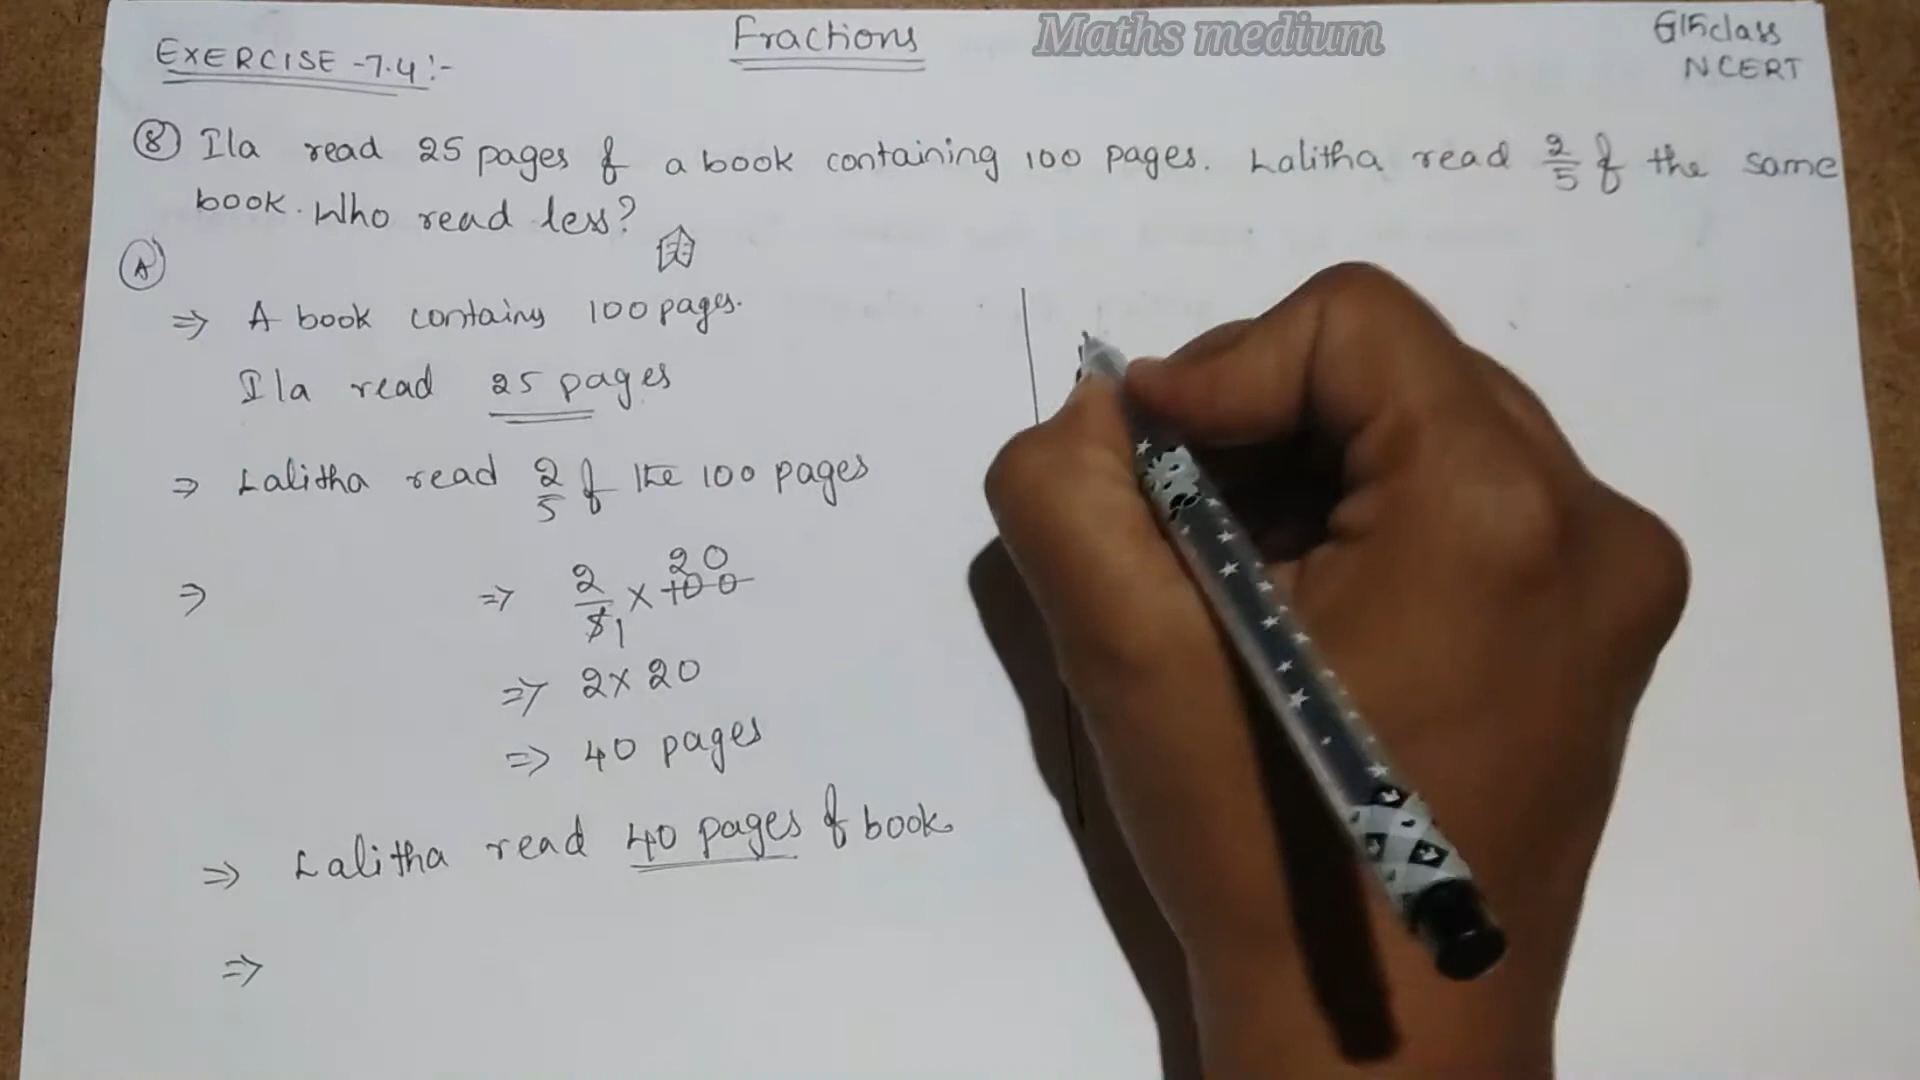 EXERCISE -7.4:-
Fractions
Maths medium
6th class
NCERT
8 Ila read 25 pages of a book containing 100 pages. Lalitha read 2/5 of the same
book. Who read less?
A
⇒ A book contains 100 pages.
Ila read 25 pages
⇒ Lalitha read 2/5 of the 100 pages
⇒ ⇒ 2/5 1 × 100 20
⇒ 2 × 20
⇒ 40 pages
⇒ Lalitha read 40 pages of book
⇒